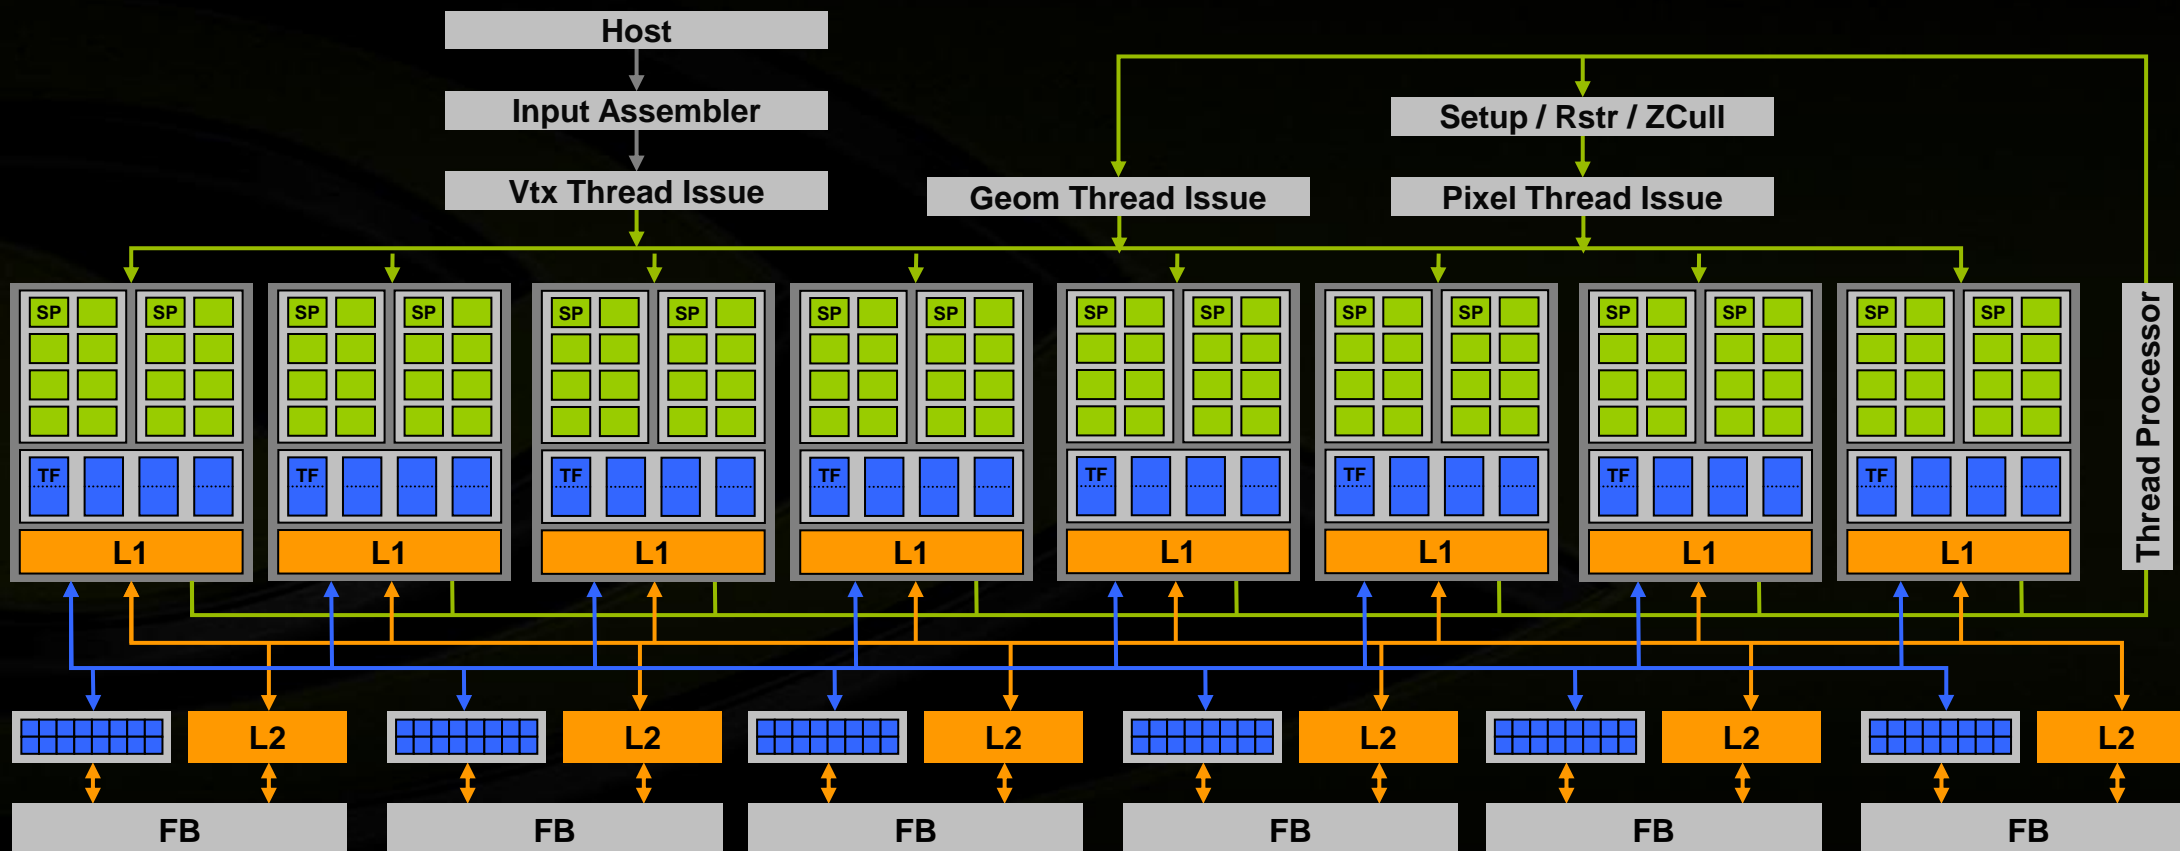 Host
Input Assembler
Setup / Rstr / ZCull
Vtx Thread Issue
Geom Thread Issue
Pixel Thread Issue
SP SP SP SP SP SP SP SP SP SP SP SP SP SP SP SP
Thread Processor
TF TF TF TF TF TF TF TF
L1 L1 L1 L1 L1 L1 L1 L1
L2 L2 L2 L2 L2 L2
FB FB FB FB FB FB